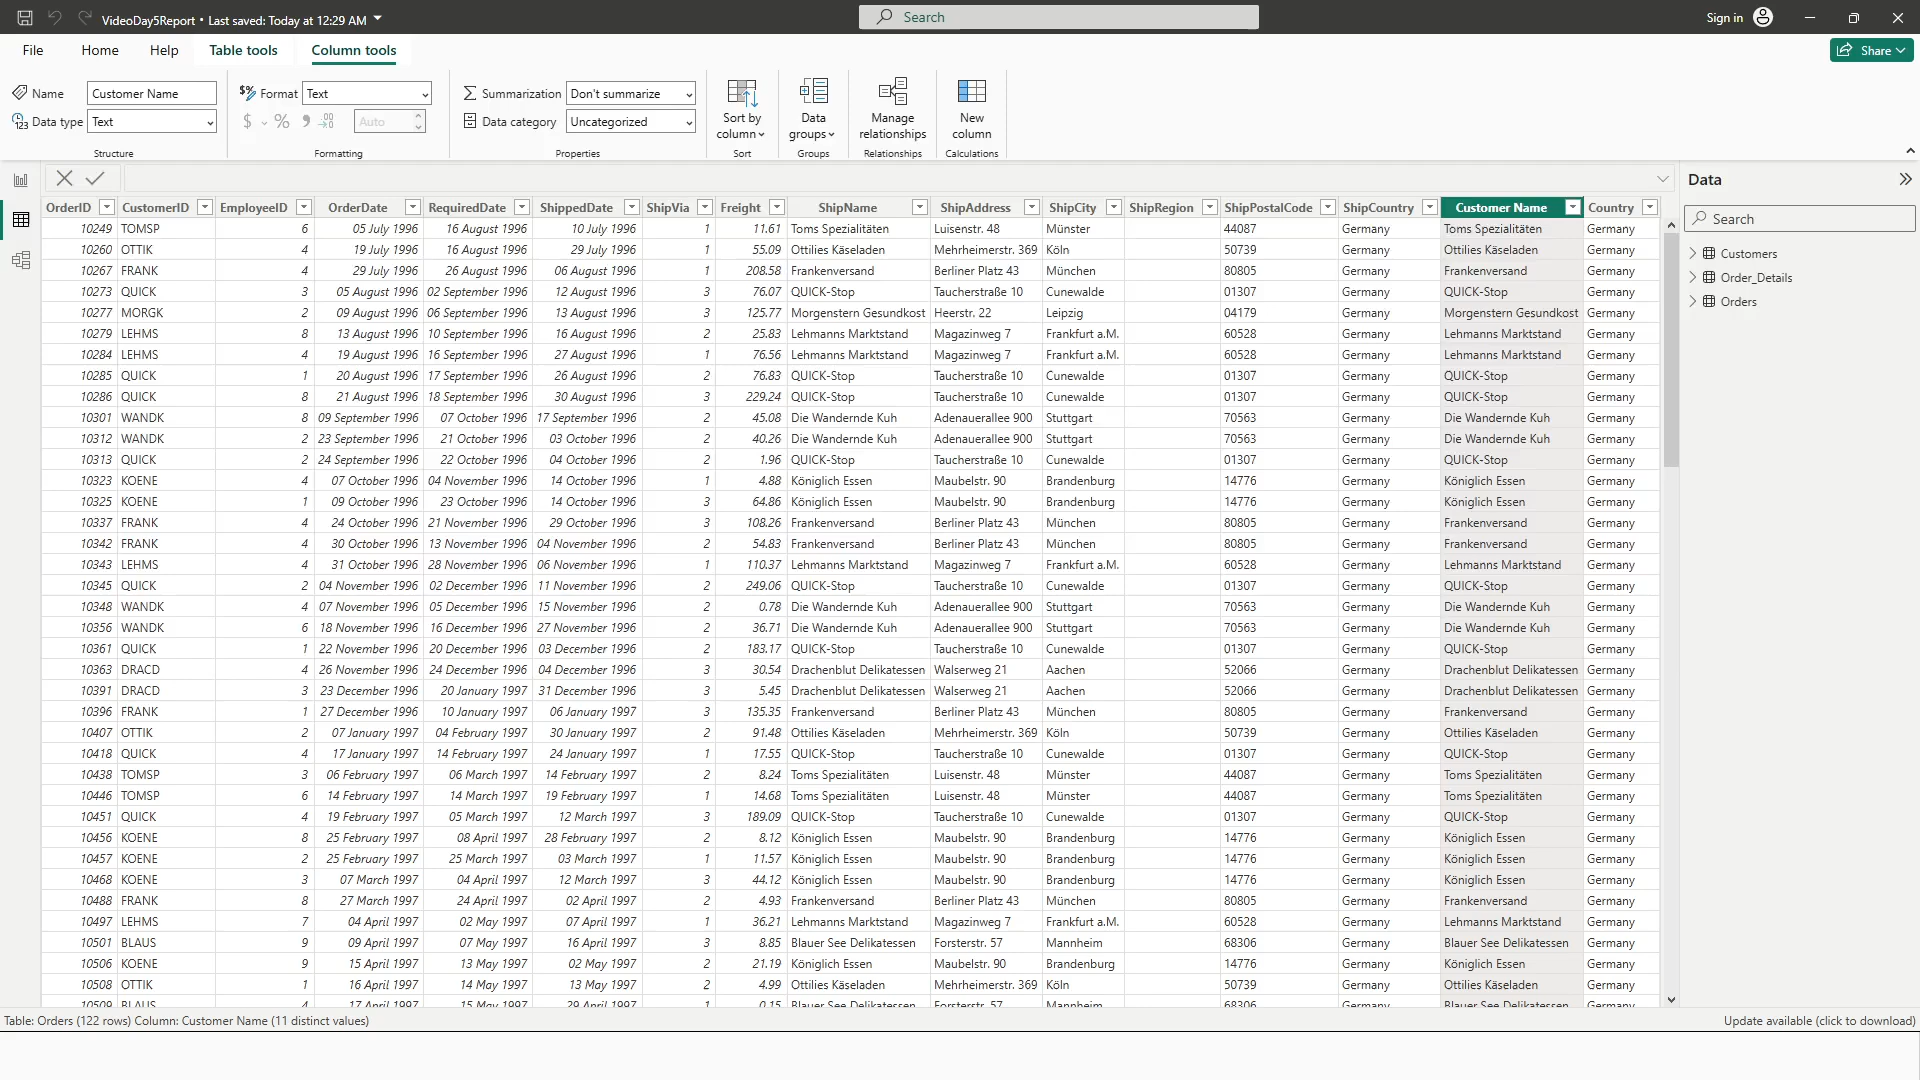 VideoDay5Report • Last saved: Today at 12:29 AM
Search
Sign in
File Home Help Table tools Column tools
Share
Name Customer Name
Data type Text
Structure
Format Text
$ % 9 .00 Auto
Formatting
Summarization Don't summarize
Data category Uncategorized
Properties
Sort by column
Sort
Data groups
Groups
Manage relationships
Relationships
New column
Calculations
OrderID CustomerID EmployeeID OrderDate RequiredDate ShippedDate ShipVia Freight ShipName ShipAddress ShipCity ShipRegion ShipPostalCode ShipCountry Customer Name Country
10249 TOMSP 6 05 July 1996 16 August 1996 10 July 1996 1 11.61 Toms Spezialitäten Luisenstr. 48 Münster 44087 Germany Toms Spezialitäten Germany
10260 OTTIK 4 19 July 1996 16 August 1996 29 July 1996 1 55.09 Ottilies Käseladen Mehrheimerstr. 369 Köln 50739 Germany Ottilies Käseladen Germany
10267 FRANK 4 29 July 1996 26 August 1996 06 August 1996 1 208.58 Frankenversand Berliner Platz 43 München 80805 Germany Frankenversand Germany
10273 QUICK 3 05 August 1996 02 September 1996 12 August 1996 3 76.07 QUICK-Stop Taucherstraße 10 Cunewalde 01307 Germany QUICK-Stop Germany
10277 MORGK 2 09 August 1996 06 September 1996 13 August 1996 3 125.77 Morgenstern Gesundkost Heerstr. 22 Leipzig 04179 Germany Morgenstern Gesundkost Germany
10279 LEHMS 8 13 August 1996 10 September 1996 16 August 1996 2 25.83 Lehmanns Marktstand Magazinweg 7 Frankfurt a.M. 60528 Germany Lehmanns Marktstand Germany
10284 LEHMS 4 19 August 1996 16 September 1996 27 August 1996 1 76.56 Lehmanns Marktstand Magazinweg 7 Frankfurt a.M. 60528 Germany Lehmanns Marktstand Germany
10285 QUICK 1 20 August 1996 17 September 1996 26 August 1996 2 76.83 QUICK-Stop Taucherstraße 10 Cunewalde 01307 Germany QUICK-Stop Germany
10286 QUICK 8 21 August 1996 18 September 1996 30 August 1996 3 229.24 QUICK-Stop Taucherstraße 10 Cunewalde 01307 Germany QUICK-Stop Germany
10301 WANDK 8 09 September 1996 07 October 1996 17 September 1996 2 45.08 Die Wandernde Kuh Adenauerallee 900 Stuttgart 70563 Germany Die Wandernde Kuh Germany
10312 WANDK 2 23 September 1996 21 October 1996 03 October 1996 2 40.26 Die Wandernde Kuh Adenauerallee 900 Stuttgart 70563 Germany Die Wandernde Kuh Germany
10313 QUICK 2 24 September 1996 22 October 1996 04 October 1996 2 1.96 QUICK-Stop Taucherstraße 10 Cunewalde 01307 Germany QUICK-Stop Germany
10323 KOENE 4 07 October 1996 04 November 1996 14 October 1996 1 4.88 Königlich Essen Maubelstr. 90 Brandenburg 14776 Germany Königlich Essen Germany
10325 KOENE 1 09 October 1996 23 October 1996 14 October 1996 3 64.86 Königlich Essen Maubelstr. 90 Brandenburg 14776 Germany Königlich Essen Germany
10337 FRANK 4 24 October 1996 21 November 1996 29 October 1996 3 108.26 Frankenversand Berliner Platz 43 München 80805 Germany Frankenversand Germany
10342 FRANK 4 30 October 1996 13 November 1996 04 November 1996 2 54.83 Frankenversand Berliner Platz 43 München 80805 Germany Frankenversand Germany
10343 LEHMS 4 31 October 1996 28 November 1996 06 November 1996 1 110.37 Lehmanns Marktstand Magazinweg 7 Frankfurt a.M. 60528 Germany Lehmanns Marktstand Germany
10345 QUICK 2 04 November 1996 02 December 1996 11 November 1996 2 249.06 QUICK-Stop Taucherstraße 10 Cunewalde 01307 Germany QUICK-Stop Germany
10348 WANDK 4 07 November 1996 05 December 1996 15 November 1996 2 0.78 Die Wandernde Kuh Adenauerallee 900 Stuttgart 70563 Germany Die Wandernde Kuh Germany
10356 WANDK 6 18 November 1996 16 December 1996 27 November 1996 2 36.71 Die Wandernde Kuh Adenauerallee 900 Stuttgart 70563 Germany Die Wandernde Kuh Germany
10361 QUICK 1 22 November 1996 20 December 1996 03 December 1996 2 183.17 QUICK-Stop Taucherstraße 10 Cunewalde 01307 Germany QUICK-Stop Germany
10363 DRACD 4 26 November 1996 24 December 1996 04 December 1996 3 30.54 Drachenblut Delikatessen Walserweg 21 Aachen 52066 Germany Drachenblut Delikatessen Germany
10391 DRACD 3 23 December 1996 20 January 1997 31 December 1996 3 5.45 Drachenblut Delikatessen Walserweg 21 Aachen 52066 Germany Drachenblut Delikatessen Germany
10396 FRANK 1 27 December 1996 10 January 1997 06 January 1997 3 135.35 Frankenversand Berliner Platz 43 München 80805 Germany Frankenversand Germany
10407 OTTIK 2 07 January 1997 04 February 1997 30 January 1997 2 91.48 Ottilies Käseladen Mehrheimerstr. 369 Köln 50739 Germany Ottilies Käseladen Germany
10418 QUICK 4 17 January 1997 14 February 1997 24 January 1997 1 17.55 QUICK-Stop Taucherstraße 10 Cunewalde 01307 Germany QUICK-Stop Germany
10438 TOMSP 3 06 February 1997 06 March 1997 14 February 1997 2 8.24 Toms Spezialitäten Luisenstr. 48 Münster 44087 Germany Toms Spezialitäten Germany
10446 TOMSP 6 14 February 1997 14 March 1997 19 February 1997 1 14.68 Toms Spezialitäten Luisenstr. 48 Münster 44087 Germany Toms Spezialitäten Germany
10451 QUICK 4 19 February 1997 05 March 1997 12 March 1997 3 189.09 QUICK-Stop Taucherstraße 10 Cunewalde 01307 Germany QUICK-Stop Germany
10456 KOENE 8 25 February 1997 08 April 1997 28 February 1997 2 8.12 Königlich Essen Maubelstr. 90 Brandenburg 14776 Germany Königlich Essen Germany
10457 KOENE 2 25 February 1997 25 March 1997 03 March 1997 1 11.57 Königlich Essen Maubelstr. 90 Brandenburg 14776 Germany Königlich Essen Germany
10468 KOENE 3 07 March 1997 04 April 1997 12 March 1997 3 44.12 Königlich Essen Maubelstr. 90 Brandenburg 14776 Germany Königlich Essen Germany
10488 FRANK 8 27 March 1997 24 April 1997 02 April 1997 2 4.93 Frankenversand Berliner Platz 43 München 80805 Germany Frankenversand Germany
10497 LEHMS 7 04 April 1997 02 May 1997 07 April 1997 1 36.21 Lehmanns Marktstand Magazinweg 7 Frankfurt a.M. 60528 Germany Lehmanns Marktstand Germany
10501 BLAUS 9 09 April 1997 07 May 1997 16 April 1997 3 8.85 Blauer See Delikatessen Forsterstr. 57 Mannheim 68306 Germany Blauer See Delikatessen Germany
10506 KOENE 9 15 April 1997 13 May 1997 02 May 1997 2 21.19 Königlich Essen Maubelstr. 90 Brandenburg 14776 Germany Königlich Essen Germany
10508 OTTIK 1 16 April 1997 14 May 1997 13 May 1997 2 4.99 Ottilies Käseladen Mehrheimerstr. 369 Köln 50739 Germany Ottilies Käseladen Germany
10509 BLAUS 4 17 April 1997 15 May 1997 29 April 1997 1 0.15 Blauer See Delikatessen Forsterstr. 57 Mannheim 68306 Germany Blauer See Delikatessen Germany
Data
Search
Customers
Order_Details
Orders
Table: Orders (122 rows) Column: Customer Name (11 distinct values)
Update available (click to download)